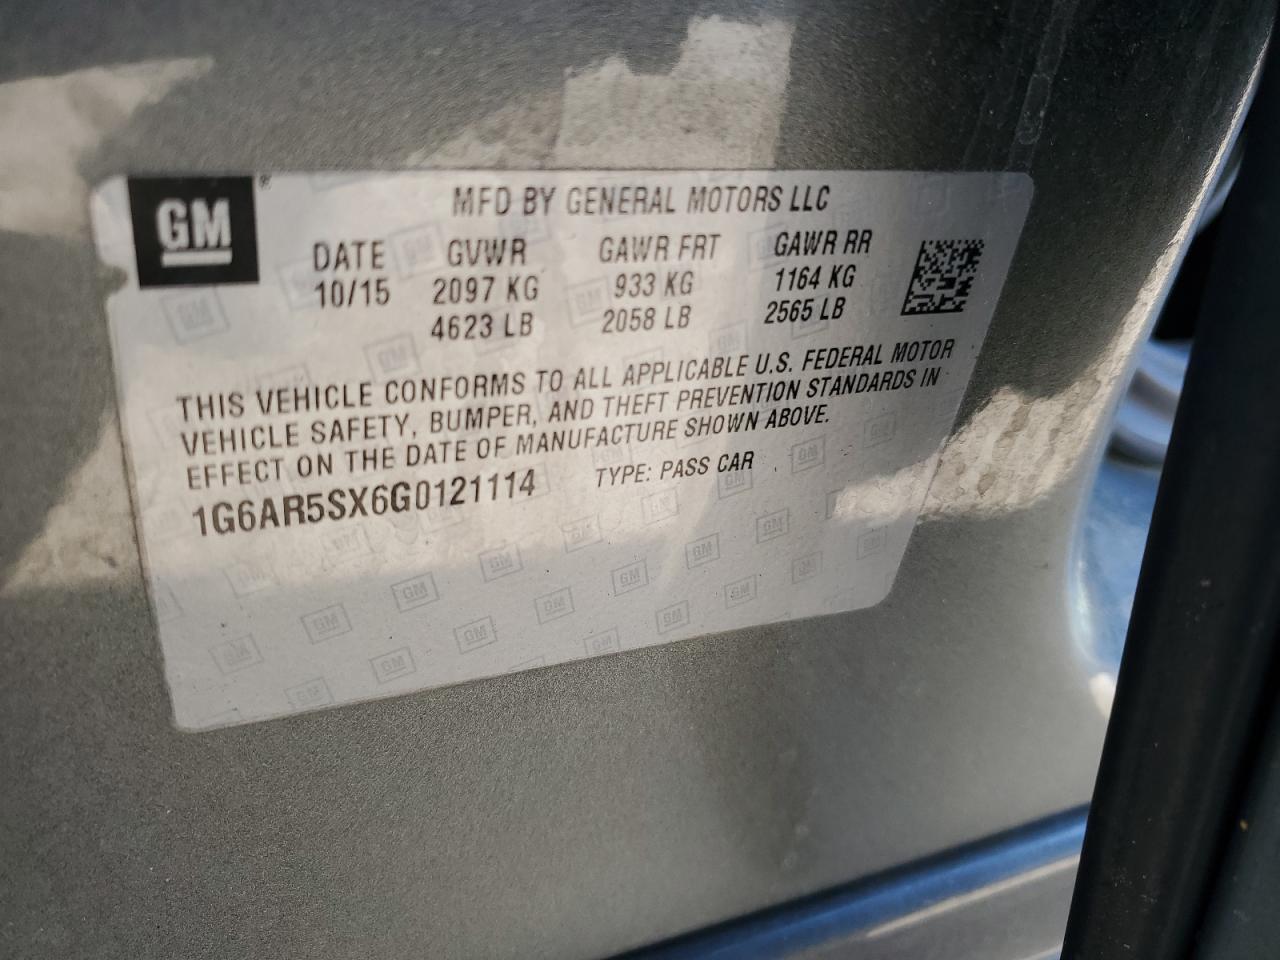 GM ®
MFD BY GENERAL MOTORS LLC
DATE GVWR GAWR FRT GAWR RR
10/15 2097 KG 933 KG 1164 KG
4623 LB 2058 LB 2565 LB
THIS VEHICLE CONFORMS TO ALL APPLICABLE U.S. FEDERAL MOTOR
VEHICLE SAFETY, BUMPER, AND THEFT PREVENTION STANDARDS IN
EFFECT ON THE DATE OF MANUFACTURE SHOWN ABOVE.
1G6AR5SX6G0121114 TYPE: PASS CAR